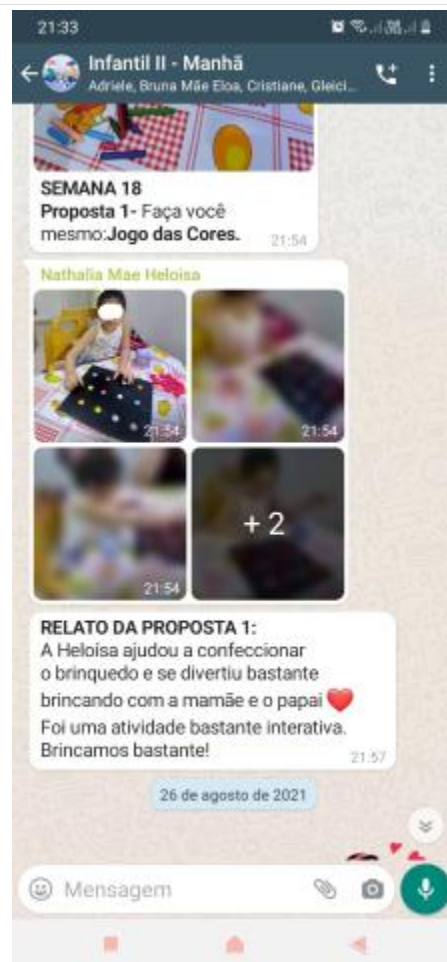 21:33
Infantil II - Manhã
Adriele, Bruna Mãe Eloa, Cristiane, Gleici...
SEMANA 18
Proposta 1- Faça você
mesmo:Jogo das Cores.
21:54
Nathalia Mae Heloisa
21:54
21:54
21:54
+ 2
RELATO DA PROPOSTA 1:
A Heloísa ajudou a confeccionar
o brinquedo e se divertiu bastante
brincando com a mamãe e o papai ❤️
Foi uma atividade bastante interativa.
Brincamos bastante!
21:57
26 de agosto de 2021
Mensagem